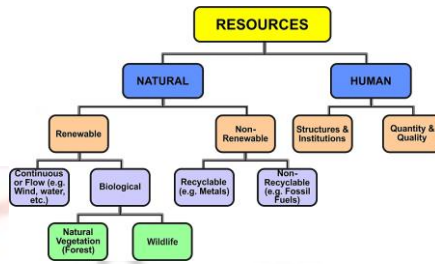 RESOURCES
NATURAL
HUMAN
Renewable
Non-
Renewable
Structures &
Institutions
Quantity &
Quality
Continuous
or Flow (e.g.
Wind, water,
etc.)
Biological
Recyclable
(e.g. Metals)
Non-
Recyclable
(e.g. Fossil
Fuels)
Natural
Vegetation
(Forest)
Wildlife